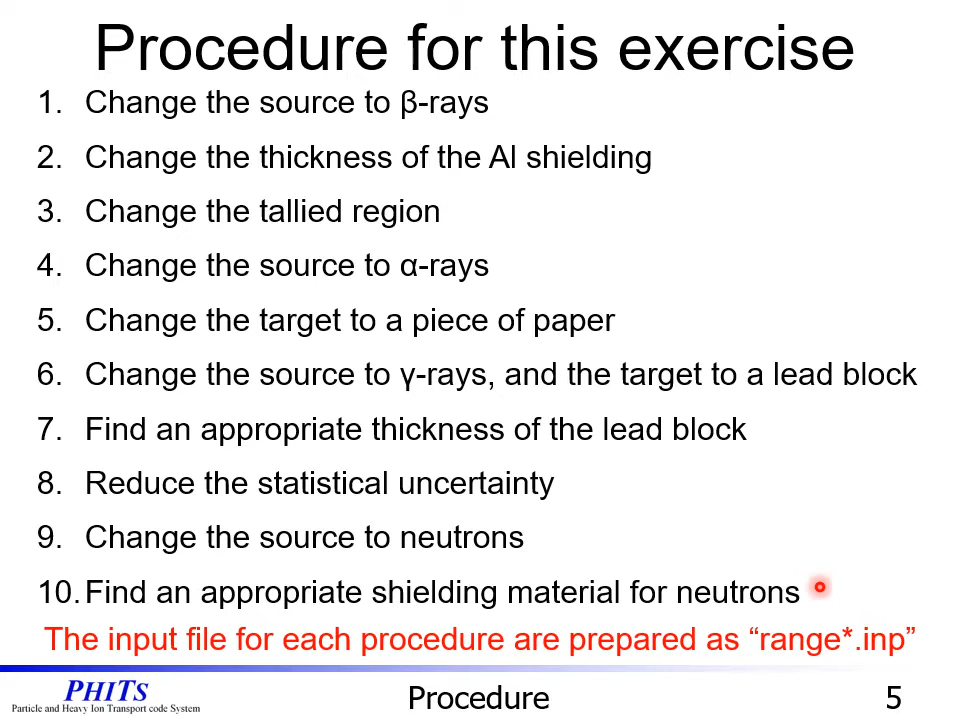 Procedure for this exercise
1. Change the source to β-rays
2. Change the thickness of the Al shielding
3. Change the tallied region
4. Change the source to α-rays
5. Change the target to a piece of paper
6. Change the source to γ-rays, and the target to a lead block
7. Find an appropriate thickness of the lead block
8. Reduce the statistical uncertainty
9. Change the source to neutrons
10. Find an appropriate shielding material for neutrons
The input file for each procedure are prepared as “range*.inp”
PHITS
Particle and Heavy Ion Transport code System
Procedure
5